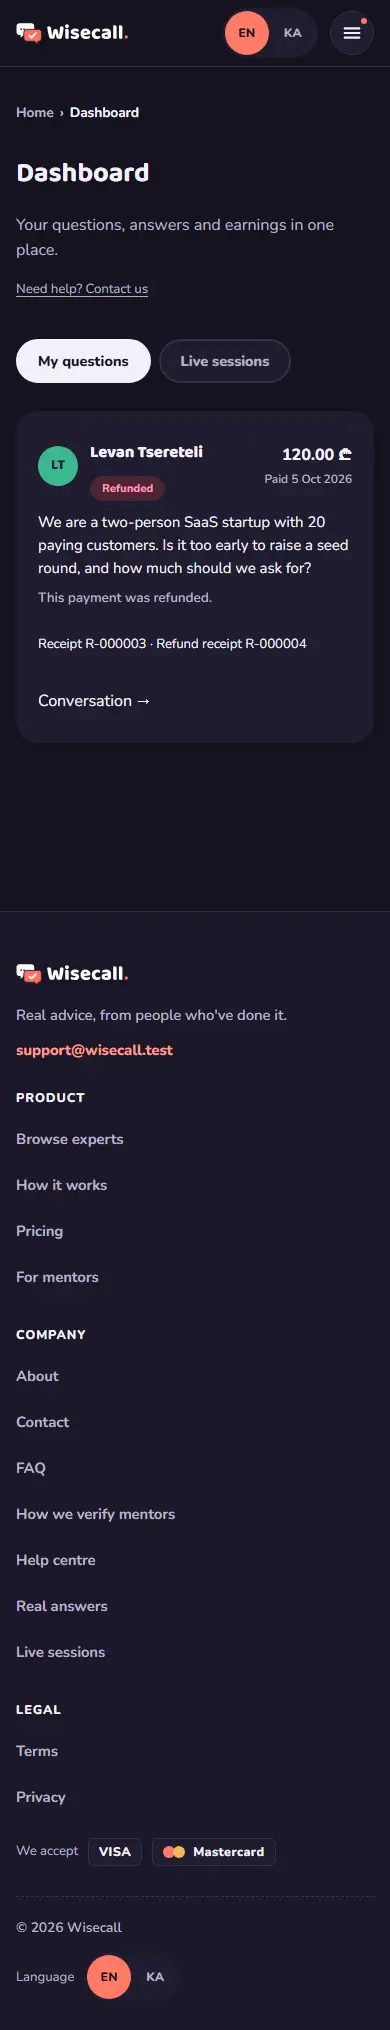 Wisecall.
EN KA
Home › Dashboard
Dashboard
Your questions, answers and earnings in one
place.
Need help? Contact us
My questions Live sessions
LT Levan Tsereteli 120.00 ₾
Refunded Paid 5 Oct 2026
We are a two-person SaaS startup with 20
paying customers. Is it too early to raise a seed
round, and how much should we ask for?
This payment was refunded.
Receipt R-000003 · Refund receipt R-000004
Conversation →
Wisecall.
Real advice, from people who've done it.
support@wisecall.test
PRODUCT
Browse experts
How it works
Pricing
For mentors
COMPANY
About
Contact
FAQ
How we verify mentors
Help centre
Real answers
Live sessions
LEGAL
Terms
Privacy
We accept VISA Mastercard
© 2026 Wisecall
Language EN KA